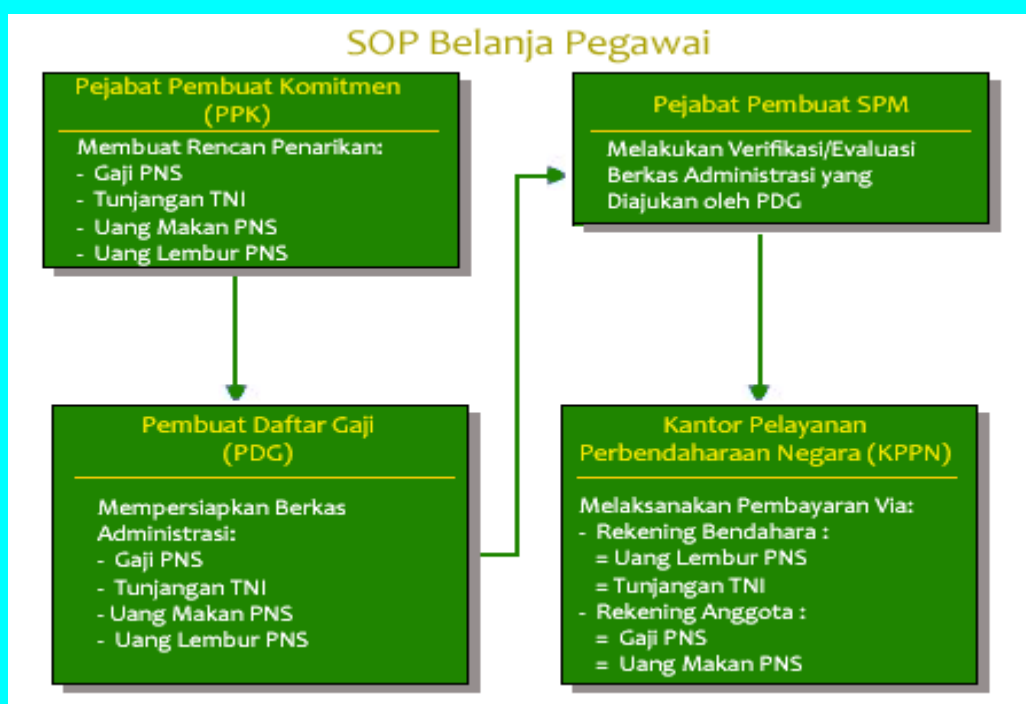 SOP Belanja Pegawai
Pejabat Pembuat Komitmen
(PPK)
Membuat Rencan Penarikan:
- Gaji PNS
- Tunjangan TNI
- Uang Makan PNS
- Uang Lembur PNS
Pembuat Daftar Gaji
(PDG)
Mempersiapkan Berkas
Administrasi:
- Gaji PNS
- Tunjangan TNI
-Uang Makan PNS
- Uang Lembur PNS
Pejabat Pembuat SPM
Melakukan Verifikasi/Evaluasi
Berkas Administrasi yang
Diajukan oleh PDG
Kantor Pelayanan
Perbendaharaan Negara (KPPN)
Melaksanakan Pembayaran Via:
- Rekening Bendahara :
= Uang Lembur PNS
=Tunjangan TNI
- Rekening Anggota :
= Gaji PNS
= Uang Makan PNS